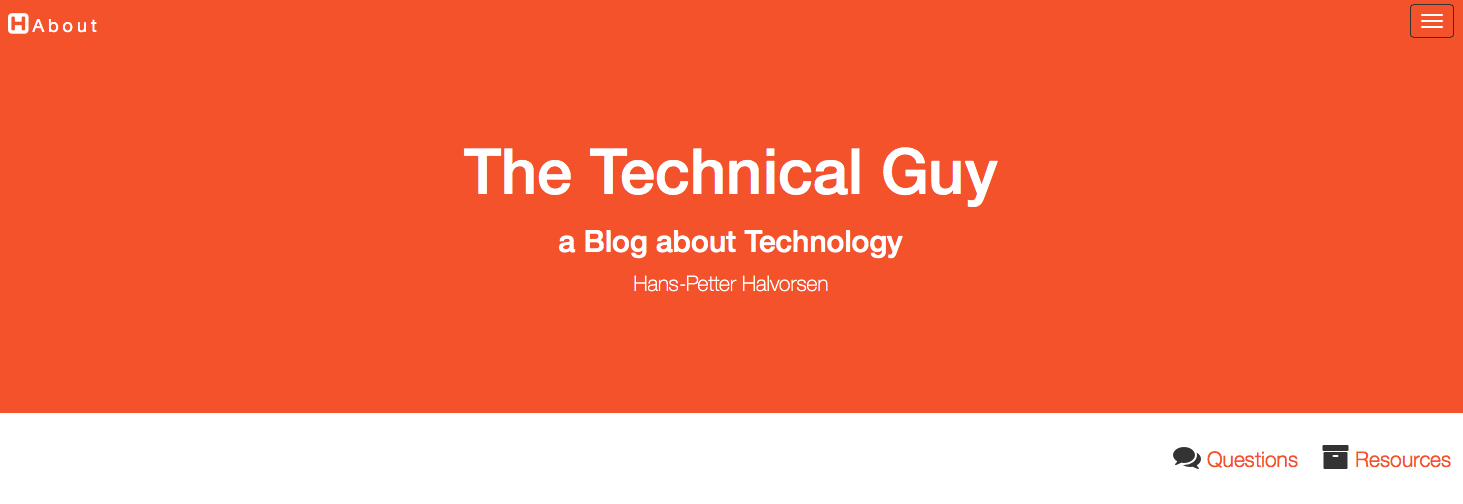 H About
The Technical Guy
a Blog about Technology
Hans-Petter Halvorsen
Questions Resources